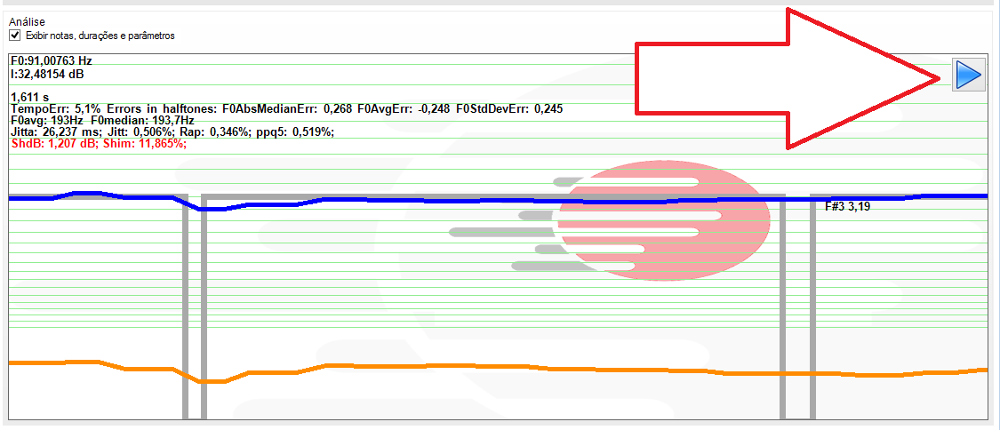 Análise
Exibir notas, durações e parâmetros
F0:91,00763 Hz
I:32,48154 dB
1,611 s
TempoErr: 5,1% Errors in halftones: F0AbsMedianErr: 0,268 F0AvgErr: -0,248 F0StdDevErr: 0,245
F0avg: 193Hz F0median: 193,7Hz
Jitta: 26,237 ms; Jitt: 0,506%; Rap: 0,346%; ppq5: 0,519%;
ShdB: 1,207 dB; Shim: 11,865%;
F#3 3,19